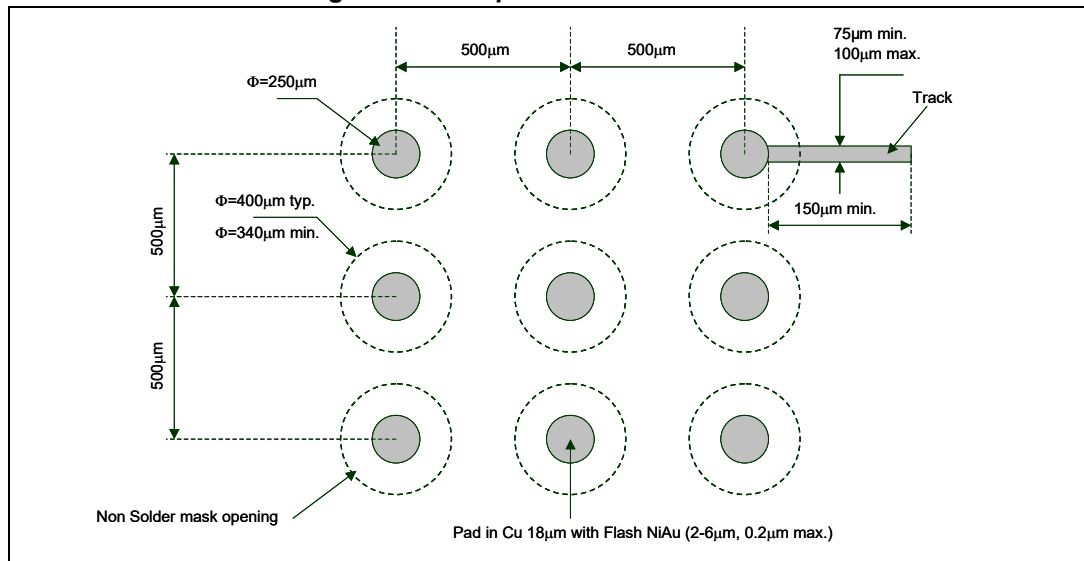 500μm
500μm
75μm min.
100μm max.
Φ=250μm
Track
Φ=400μm typ.
Φ=340μm min.
150μm min.
500μm
500μm
Non Solder mask opening
Pad in Cu 18μm with Flash NiAu (2-6μm, 0.2μm max.)